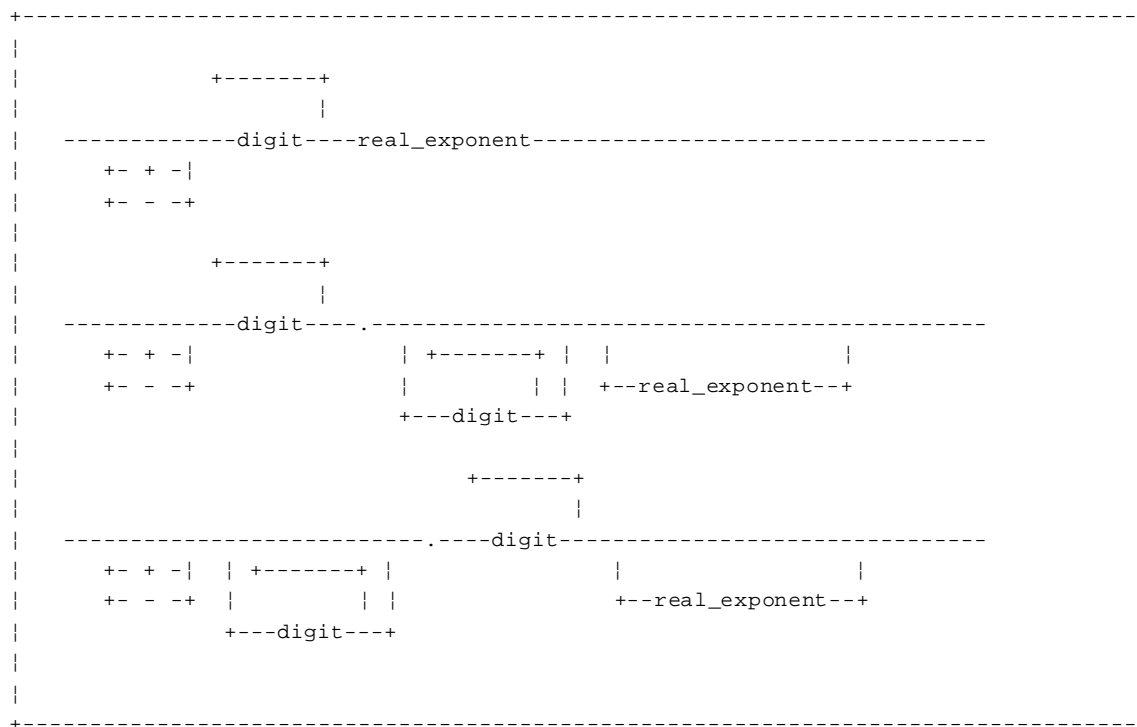 +-----------------------------------------------------------------------------------
¦
¦              +-------+
¦                      ¦
¦   -------------digit----real_exponent----------------------------------
¦      +- + -¦
¦      +- - -+
¦
¦              +-------+
¦                      ¦
¦   -------------digit----.----------------------------------------------
¦      +- + -¦               ¦ +-------+ ¦  ¦                 ¦
¦      +- - -+               ¦         ¦ ¦  +--real_exponent--+
¦                            +---digit---+
¦
¦                                 +-------+
¦                                         ¦
¦   ---------------------------.----digit--------------------------------
¦      +- + -¦  ¦ +-------+ ¦                ¦                 ¦
¦      +- - -+  ¦         ¦ ¦                +--real_exponent--+
¦               +---digit---+
¦
¦
+-----------------------------------------------------------------------------------